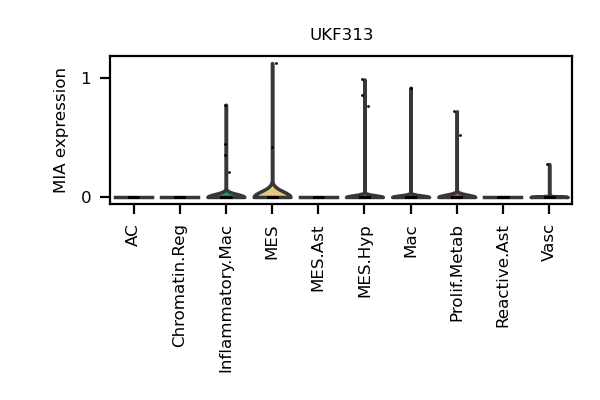 UKF313
MIA expression
1
0
AC
Chromatin.Reg
Inflammatory.Mac
MES
MES.Ast
MES.Hyp
Mac
Prolif.Metab
Reactive.Ast
Vasc